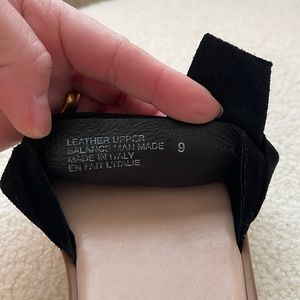 LEATHER UPPER
BALANCE MAN MADE
MADE IN ITALY
EN FAIT L'ITALIE
9